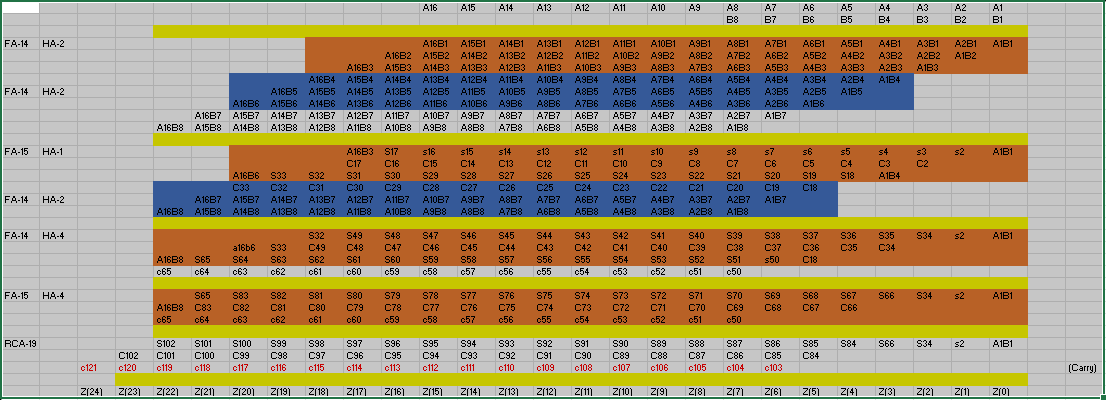 A16 A15 A14 A13 A12 A11 A10 A9 A8 A7 A6 A5 A4 A3 A2 A1
B8 B7 B6 B5 B4 B3 B2 B1
FA-14 HA-2 A16B1 A15B1 A14B1 A13B1 A12B1 A11B1 A10B1 A9B1 A8B1 A7B1 A6B1 A5B1 A4B1 A3B1 A2B1 A1B1
A16B2 A15B2 A14B2 A13B2 A12B2 A11B2 A10B2 A9B2 A8B2 A7B2 A6B2 A5B2 A4B2 A3B2 A2B2 A1B2
A16B3 A15B3 A14B3 A13B3 A12B3 A11B3 A10B3 A9B3 A8B3 A7B3 A6B3 A5B3 A4B3 A3B3 A2B3 A1B3
A16B4 A15B4 A14B4 A13B4 A12B4 A11B4 A10B4 A9B4 A8B4 A7B4 A6B4 A5B4 A4B4 A3B4 A2B4 A1B4
FA-14 HA-2 A16B5 A15B5 A14B5 A13B5 A12B5 A11B5 A10B5 A9B5 A8B5 A7B5 A6B5 A5B5 A4B5 A3B5 A2B5 A1B5
A16B6 A15B6 A14B6 A13B6 A12B6 A11B6 A10B6 A9B6 A8B6 A7B6 A6B6 A5B6 A4B6 A3B6 A2B6 A1B6
A16B7 A15B7 A14B7 A13B7 A12B7 A11B7 A10B7 A9B7 A8B7 A7B7 A6B7 A5B7 A4B7 A3B7 A2B7 A1B7
A16B8 A15B8 A14B8 A13B8 A12B8 A11B8 A10B8 A9B8 A8B8 A7B8 A6B8 A5B8 A4B8 A3B8 A2B8 A1B8
FA-15 HA-1 A16B3 S17 s16 s15 s14 s13 s12 s11 s10 s9 s8 s7 s6 s5 s4 s3 s2 A1B1
C17 C16 C15 C14 C13 C12 C11 C10 C9 C8 C7 C6 C5 C4 C3 C2
A16B6 S33 S32 S31 S30 S29 S28 S27 S26 S25 S24 S23 S22 S21 S20 S19 S18 A1B4
C33 C32 C31 C30 C29 C28 C27 C26 C25 C24 C23 C22 C21 C20 C19 C18
FA-14 HA-2 A16B7 A15B7 A14B7 A13B7 A12B7 A11B7 A10B7 A9B7 A8B7 A7B7 A6B7 A5B7 A4B7 A3B7 A2B7 A1B7
A16B8 A15B8 A14B8 A13B8 A12B8 A11B8 A10B8 A9B8 A8B8 A7B8 A6B8 A5B8 A4B8 A3B8 A2B8 A1B8
FA-14 HA-4 S32 S49 S48 S47 S46 S45 S44 S43 S42 S41 S40 S39 S38 S37 S36 S35 S34 s2 A1B1
a16b6 S33 C49 C48 C47 C46 C45 C44 C43 C42 C41 C40 C39 C38 C37 C36 C35 C34
A16B8 S65 S64 S63 S62 S61 S60 S59 S58 S57 S56 S55 S54 S53 S52 S51 s50 C18
c65 c64 c63 c62 c61 c60 c59 c58 c57 c56 c55 c54 c53 c52 c51 c50
FA-15 HA-4 S65 S83 S82 S81 S80 S79 S78 S77 S76 S75 S74 S73 S72 S71 S70 S69 S68 S67 S66 S34 s2 A1B1
A16B8 C83 C82 C81 C80 C79 C78 C77 C76 C75 C74 C73 C72 C71 C70 C69 C68 C67 C66
c65 c64 c63 c62 c61 c60 c59 c58 c57 c56 c55 c54 c53 c52 c51 c50
RCA-19 S102 S101 S100 S99 S98 S97 S96 S95 S94 S93 S92 S91 S90 S89 S88 S87 S86 S85 S84 S66 S34 s2 A1B1
C102 C101 C100 C99 C98 C97 C96 C95 C94 C93 C92 C91 C90 C89 C88 C87 C86 C85 C84
c121 c120 c119 c118 c117 c116 c115 c114 c113 c112 c111 c110 c109 c108 c107 c106 c105 c104 c103 (Carry)
Z(24) Z(23) Z(22) Z(21) Z(20) Z(19) Z(18) Z(17) Z(16) Z(15) Z(14) Z(13) Z(12) Z(11) Z(10) Z(9) Z(8) Z(7) Z(6) Z(5) Z(4) Z(3) Z(2) Z(1) Z(0)